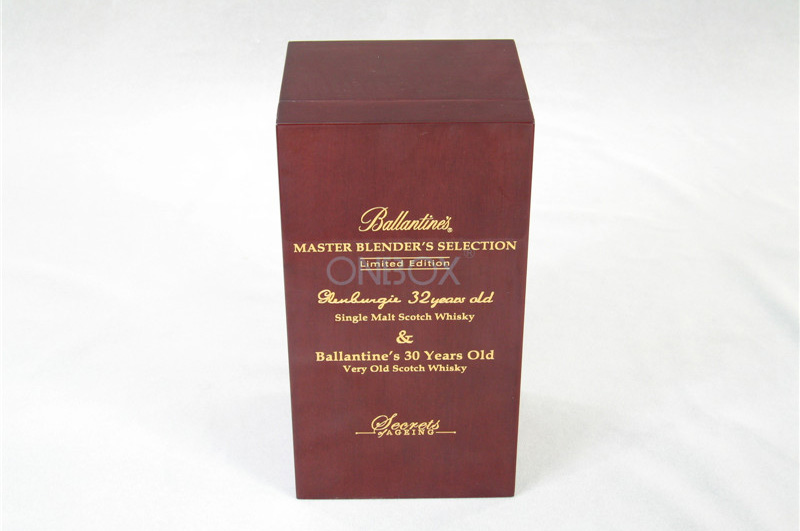 Ballantine's®
MASTER BLENDER'S SELECTION
Limited Edition
ONBOX®
Glenburgie 32 years old
Single Malt Scotch Whisky
&
Ballantine's 30 Years Old
Very Old Scotch Whisky
Secrets
of AGEING